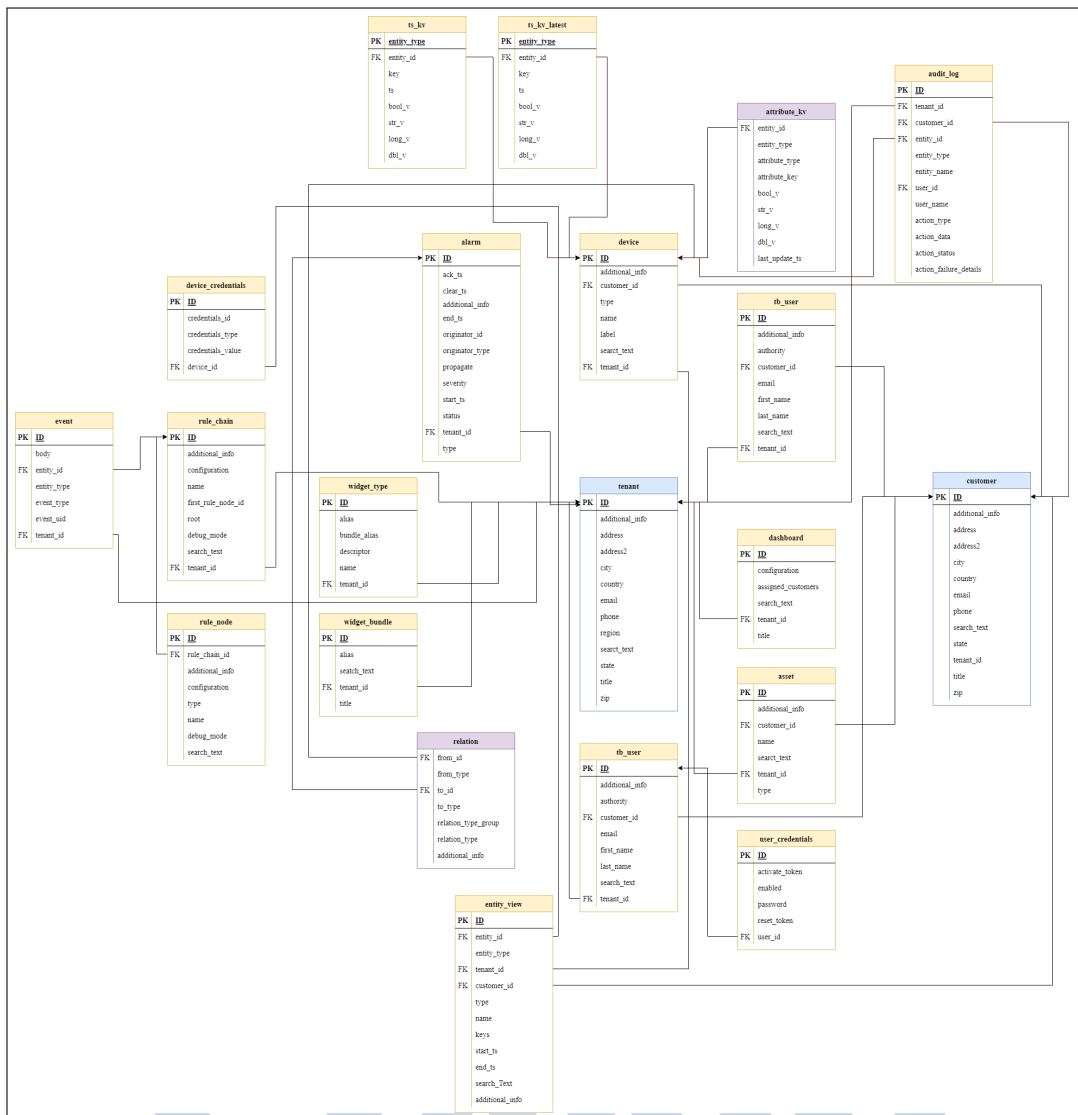 ts_kv
PK entity_type
FK entity_id
key
ts
bool_v
str_v
long_v
dbl_v
ts_kv_latest
PK entity_type
FK entity_id
key
ts
bool_v
str_v
long_v
dbl_v
audit_log
PK ID
FK tenant_id
FK customer_id
FK entity_id
entity_type
entity_name
FK user_id
user_name
action_type
action_data
action_status
action_failure_details
attribute_kv
FK entity_id
entity_type
attribute_type
attribute_key
bool_v
str_v
long_v
dbl_v
last_update_ts
alarm
PK ID
ack_ts
clear_ts
additional_info
end_ts
originator_id
originator_type
propagate
severity
start_ts
status
FK tenant_id
type
device
PK ID
additional_info
FK customer_id
type
name
label
searct_text
FK tenant_id
device_credentials
PK ID
credentials_id
credentials_type
credentials_value
FK device_id
tb_user
PK ID
additional_info
authority
FK customer_id
email
first_name
last_name
search_text
FK tenant_id
event
PK ID
body
FK entity_id
entity_type
event_type
event_uid
FK tenant_id
rule_chain
PK ID
additional_info
configuration
name
first_rule_node_id
root
debug_mode
search_text
FK tenant_id
widget_type
PK ID
alias
bundle_alias
descriptor
name
FK tenant_id
tenant
PK ID
additional_info
address
address2
city
country
email
phone
region
searct_text
state
title
zip
customer
PK ID
additional_info
address
address2
city
country
email
phone
search_text
state
tenant_id
title
zip
dashboard
PK ID
configuration
assigned_customers
search_text
FK tenant_id
title
rule_node
PK ID
FK rule_chain_id
additional_info
configuration
type
name
debug_mode
search_text
widget_bundle
PK ID
alias
seatch_text
FK tenant_id
title
asset
PK ID
additional_info
FK customer_id
name
searct_text
FK tenant_id
type
relation
FK from_id
from_type
FK to_id
to_type
relation_type_group
relation_type
additional_info
tb_user
PK ID
additional_info
authority
FK customer_id
email
first_name
last_name
search_text
FK tenant_id
user_credentials
PK ID
activate_token
enabled
password
reset_token
FK user_id
entity_view
PK ID
FK entity_id
entity_type
FK tenant_id
FK customer_id
type
name
keys
start_ts
end_ts
search_Text
additional_info